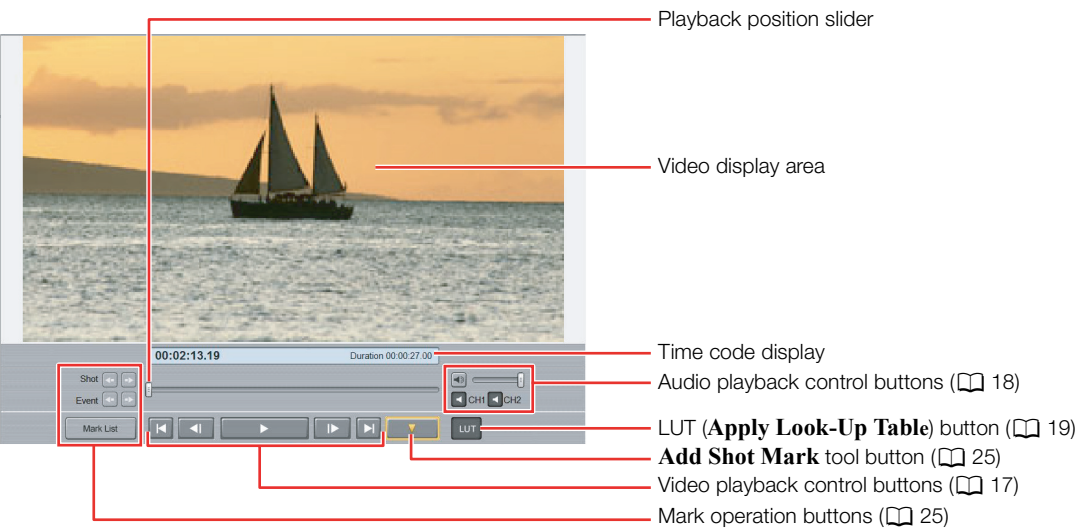 Playback position slider
Video display area
00:02:13.19 Duration 00:00:27.00
Time code display
Shot
Audio playback control buttons (18)
Event
CH1 CH2
Mark List
LUT
LUT (Apply Look-Up Table) button (19)
Add Shot Mark tool button (25)
Video playback control buttons (17)
Mark operation buttons (25)